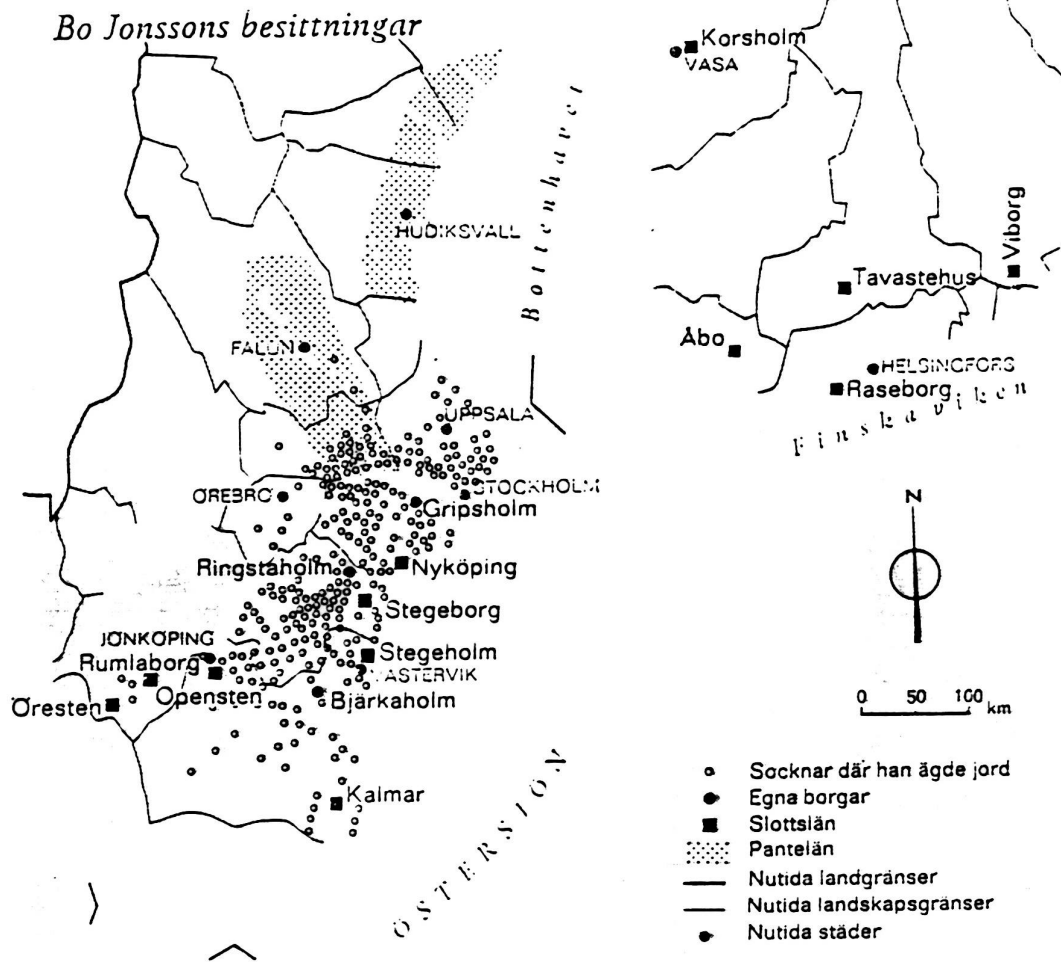 Bo Jonssons besittningar
Korsholm
VASA
Bottenhavet
HUDIKSVALL
Viborg
Tavastehus
Åbo
FALUN
HELSINGFORS
Raseborg
Finska viken
UPPSALA
STOCKHOLM
ÖREBRO
Gripsholm
N
Ringstaholm
Nyköping
Stegeborg
JÖNKÖPING
Stegeholm
Rumlaborg
VÄSTERVIK
Opensten
Bjärkaholm
Öresten
0 50 100
km
Kalmar
ÖSTERSJÖN
Socknar där han ägde jord
Egna borgar
Slottslän
Pantelän
Nutida landgränser
Nutida landskapsgränser
Nutida städer